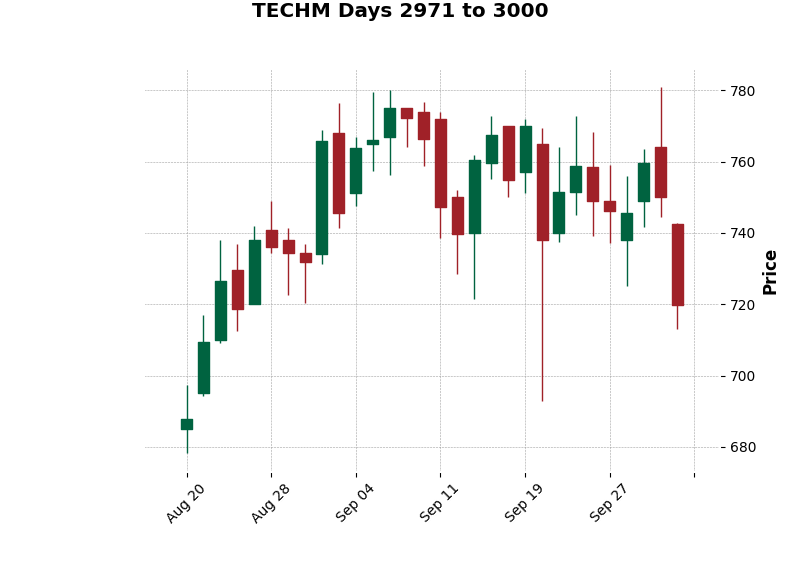 TECHM Days 2971 to 3000
780
760
740
720
700
680
Price
Aug 20
Aug 28
Sep 04
Sep 11
Sep 19
Sep 27